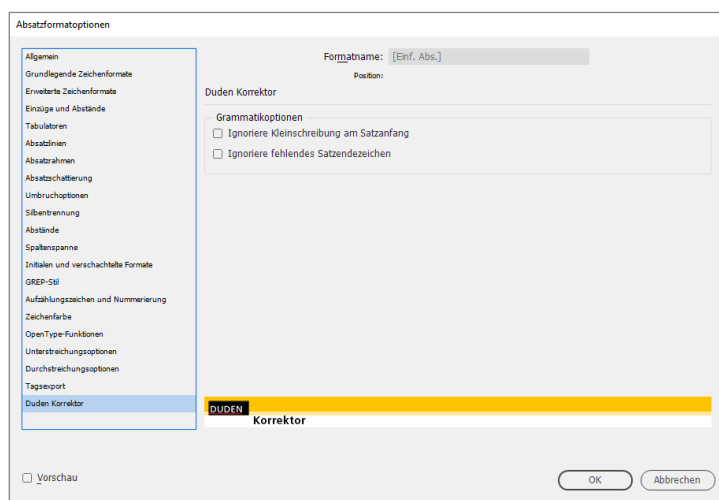 Absatzformatoptionen
Allgemein
Grundlegende Zeichenformate
Erweiterte Zeichenformate
Einzüge und Abstände
Tabulatoren
Absatzlinien
Absatzrahmen
Absatzschattierung
Umbruchoptionen
Silbentrennung
Abstände
Spaltenspanne
Initialen und verschachtelte Formate
GREP-Stil
Aufzählungszeichen und Nummerierung
Zeichenfarbe
OpenType-Funktionen
Unterstreichungsoptionen
Durchstreichungsoptionen
Tagsexport
Duden Korrektor
Formatname: [Einf. Abs.]
Position:
Duden Korrektor
Grammatikoptionen
Ignoriere Kleinschreibung am Satzanfang
Ignoriere fehlendes Satzendezeichen
DUDEN
Korrektor
Vorschau
OK
Abbrechen